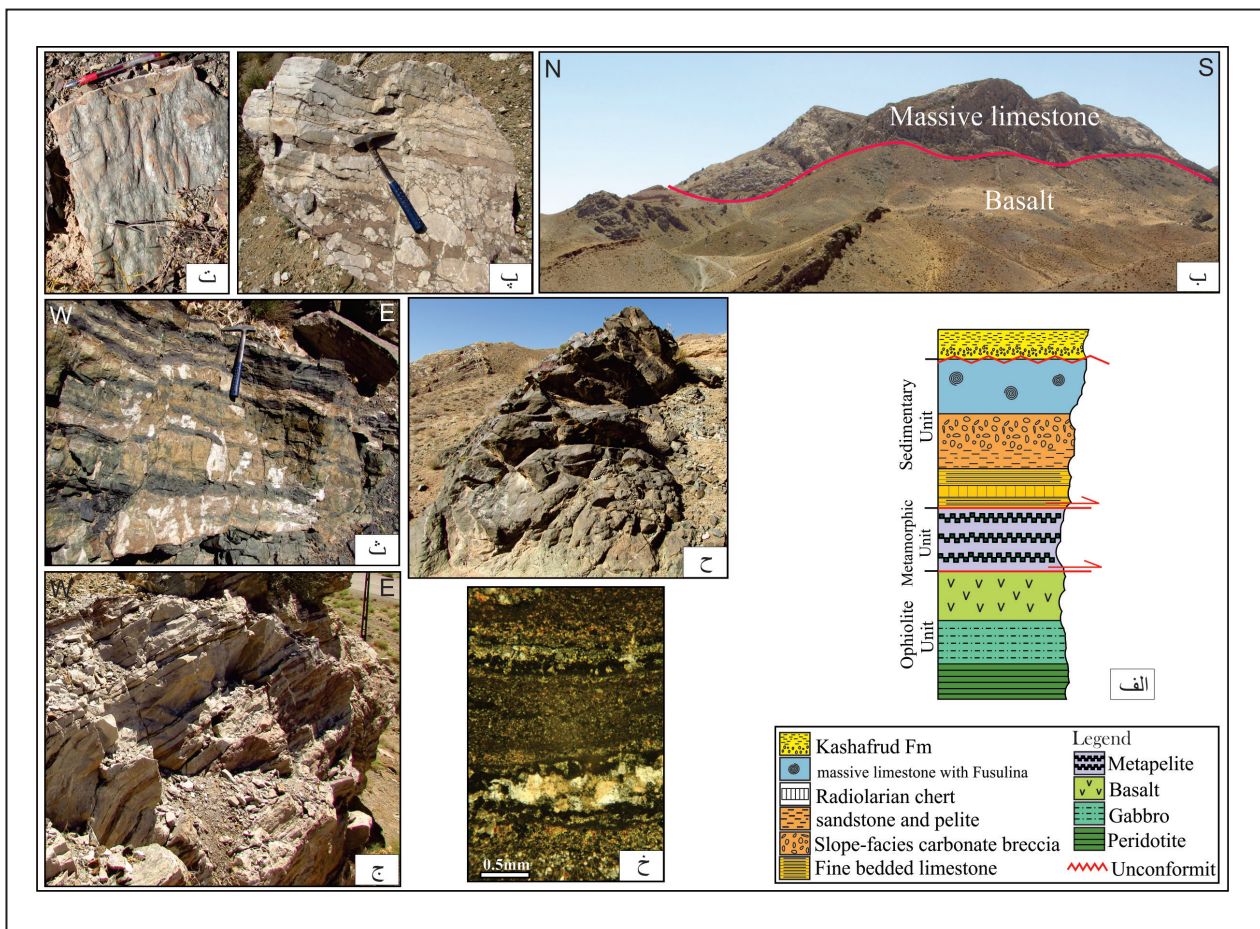 ت
پ
N
S
Massive limestone
Basalt
ب
W
E
ث
ح
W
E
ج
0.5mm
خ
Sedimentary
Unit
Metamorphic
Unit
Ophiolite
Unit
الف
Legend
Kashafrud Fm
massive limestone with Fusulina
Radiolarian chert
sandstone and pelite
Slope-facies carbonate breccia
Fine bedded limestone
Metapelite
Basalt
Gabbro
Peridotite
Unconformit